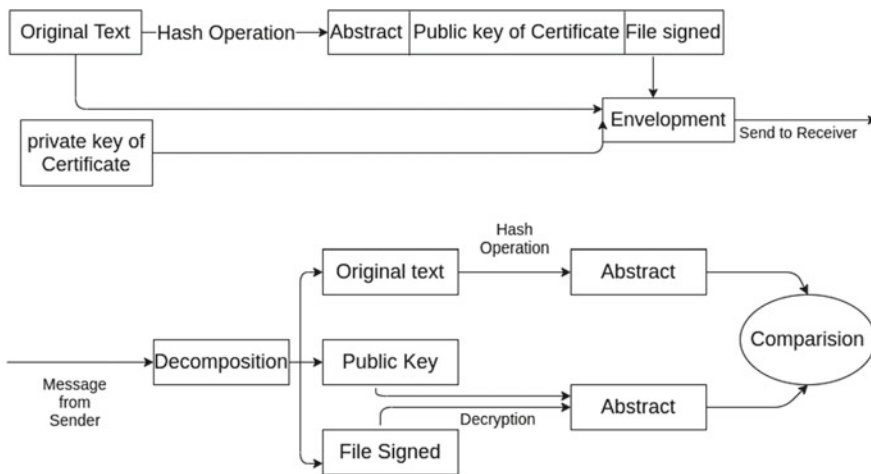 Original Text
Hash Operation
Abstract
Public key of Certificate
File signed
Envelopment
Send to Receiver
private key of
Certificate
Hash
Operation
Original text
Abstract
Comparision
Decomposition
Public Key
Message
from
Sender
Decryption
Abstract
File Signed